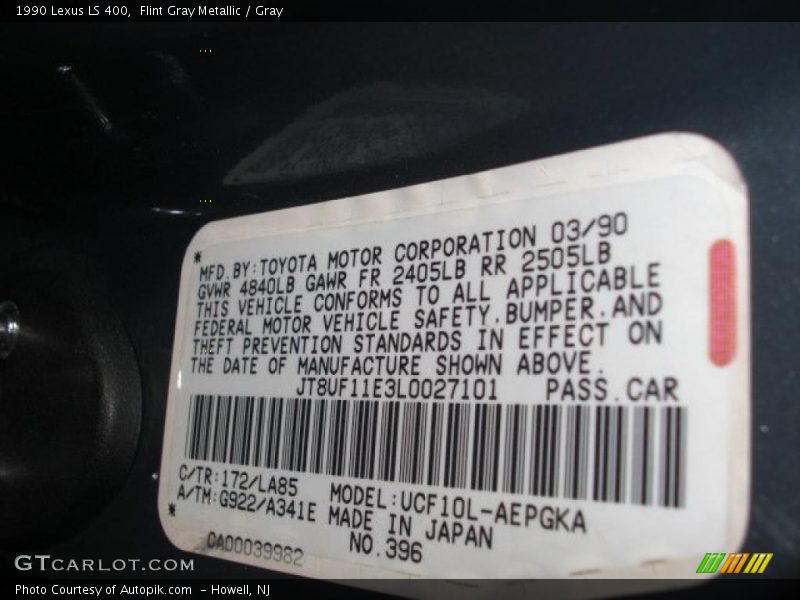 1990 Lexus LS 400,  Flint Gray Metallic / Gray
* MFD.BY:TOYOTA MOTOR CORPORATION 03/90
GVWR 4840LB GAWR FR 2405LB RR 2505LB
THIS VEHICLE CONFORMS TO ALL APPLICABLE
FEDERAL MOTOR VEHICLE SAFETY,BUMPER,AND
THEFT PREVENTION STANDARDS IN EFFECT ON
THE DATE OF MANUFACTURE SHOWN ABOVE.
JT8UF11E3L0027101 PASS.CAR
C/TR:172/LA85 MODEL:UCF10L-AEPGKA
A/TM:G922/A341E MADE IN JAPAN
* CA00039982 NO.396
GTCARLOT.COM
Photo Courtesy of Autopik.com  - Howell, NJ